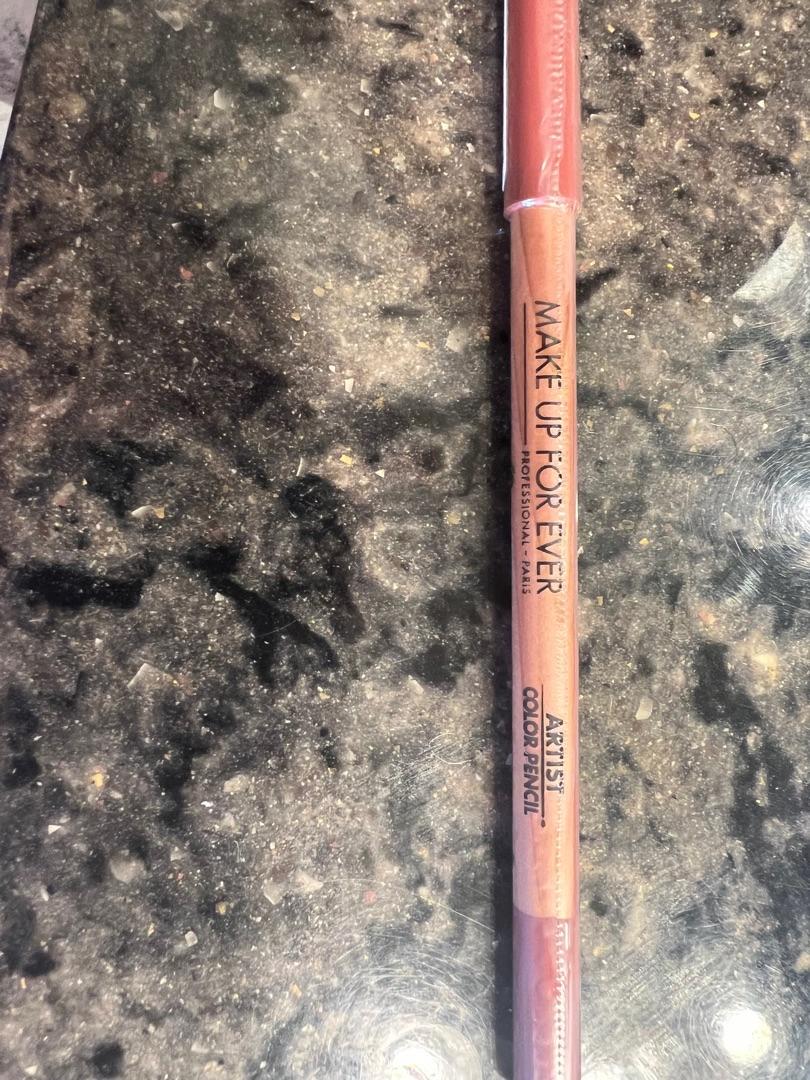 MAKE UP FOR EVER
PROFESSIONAL - PARIS
ARTIST
COLOR PENCIL